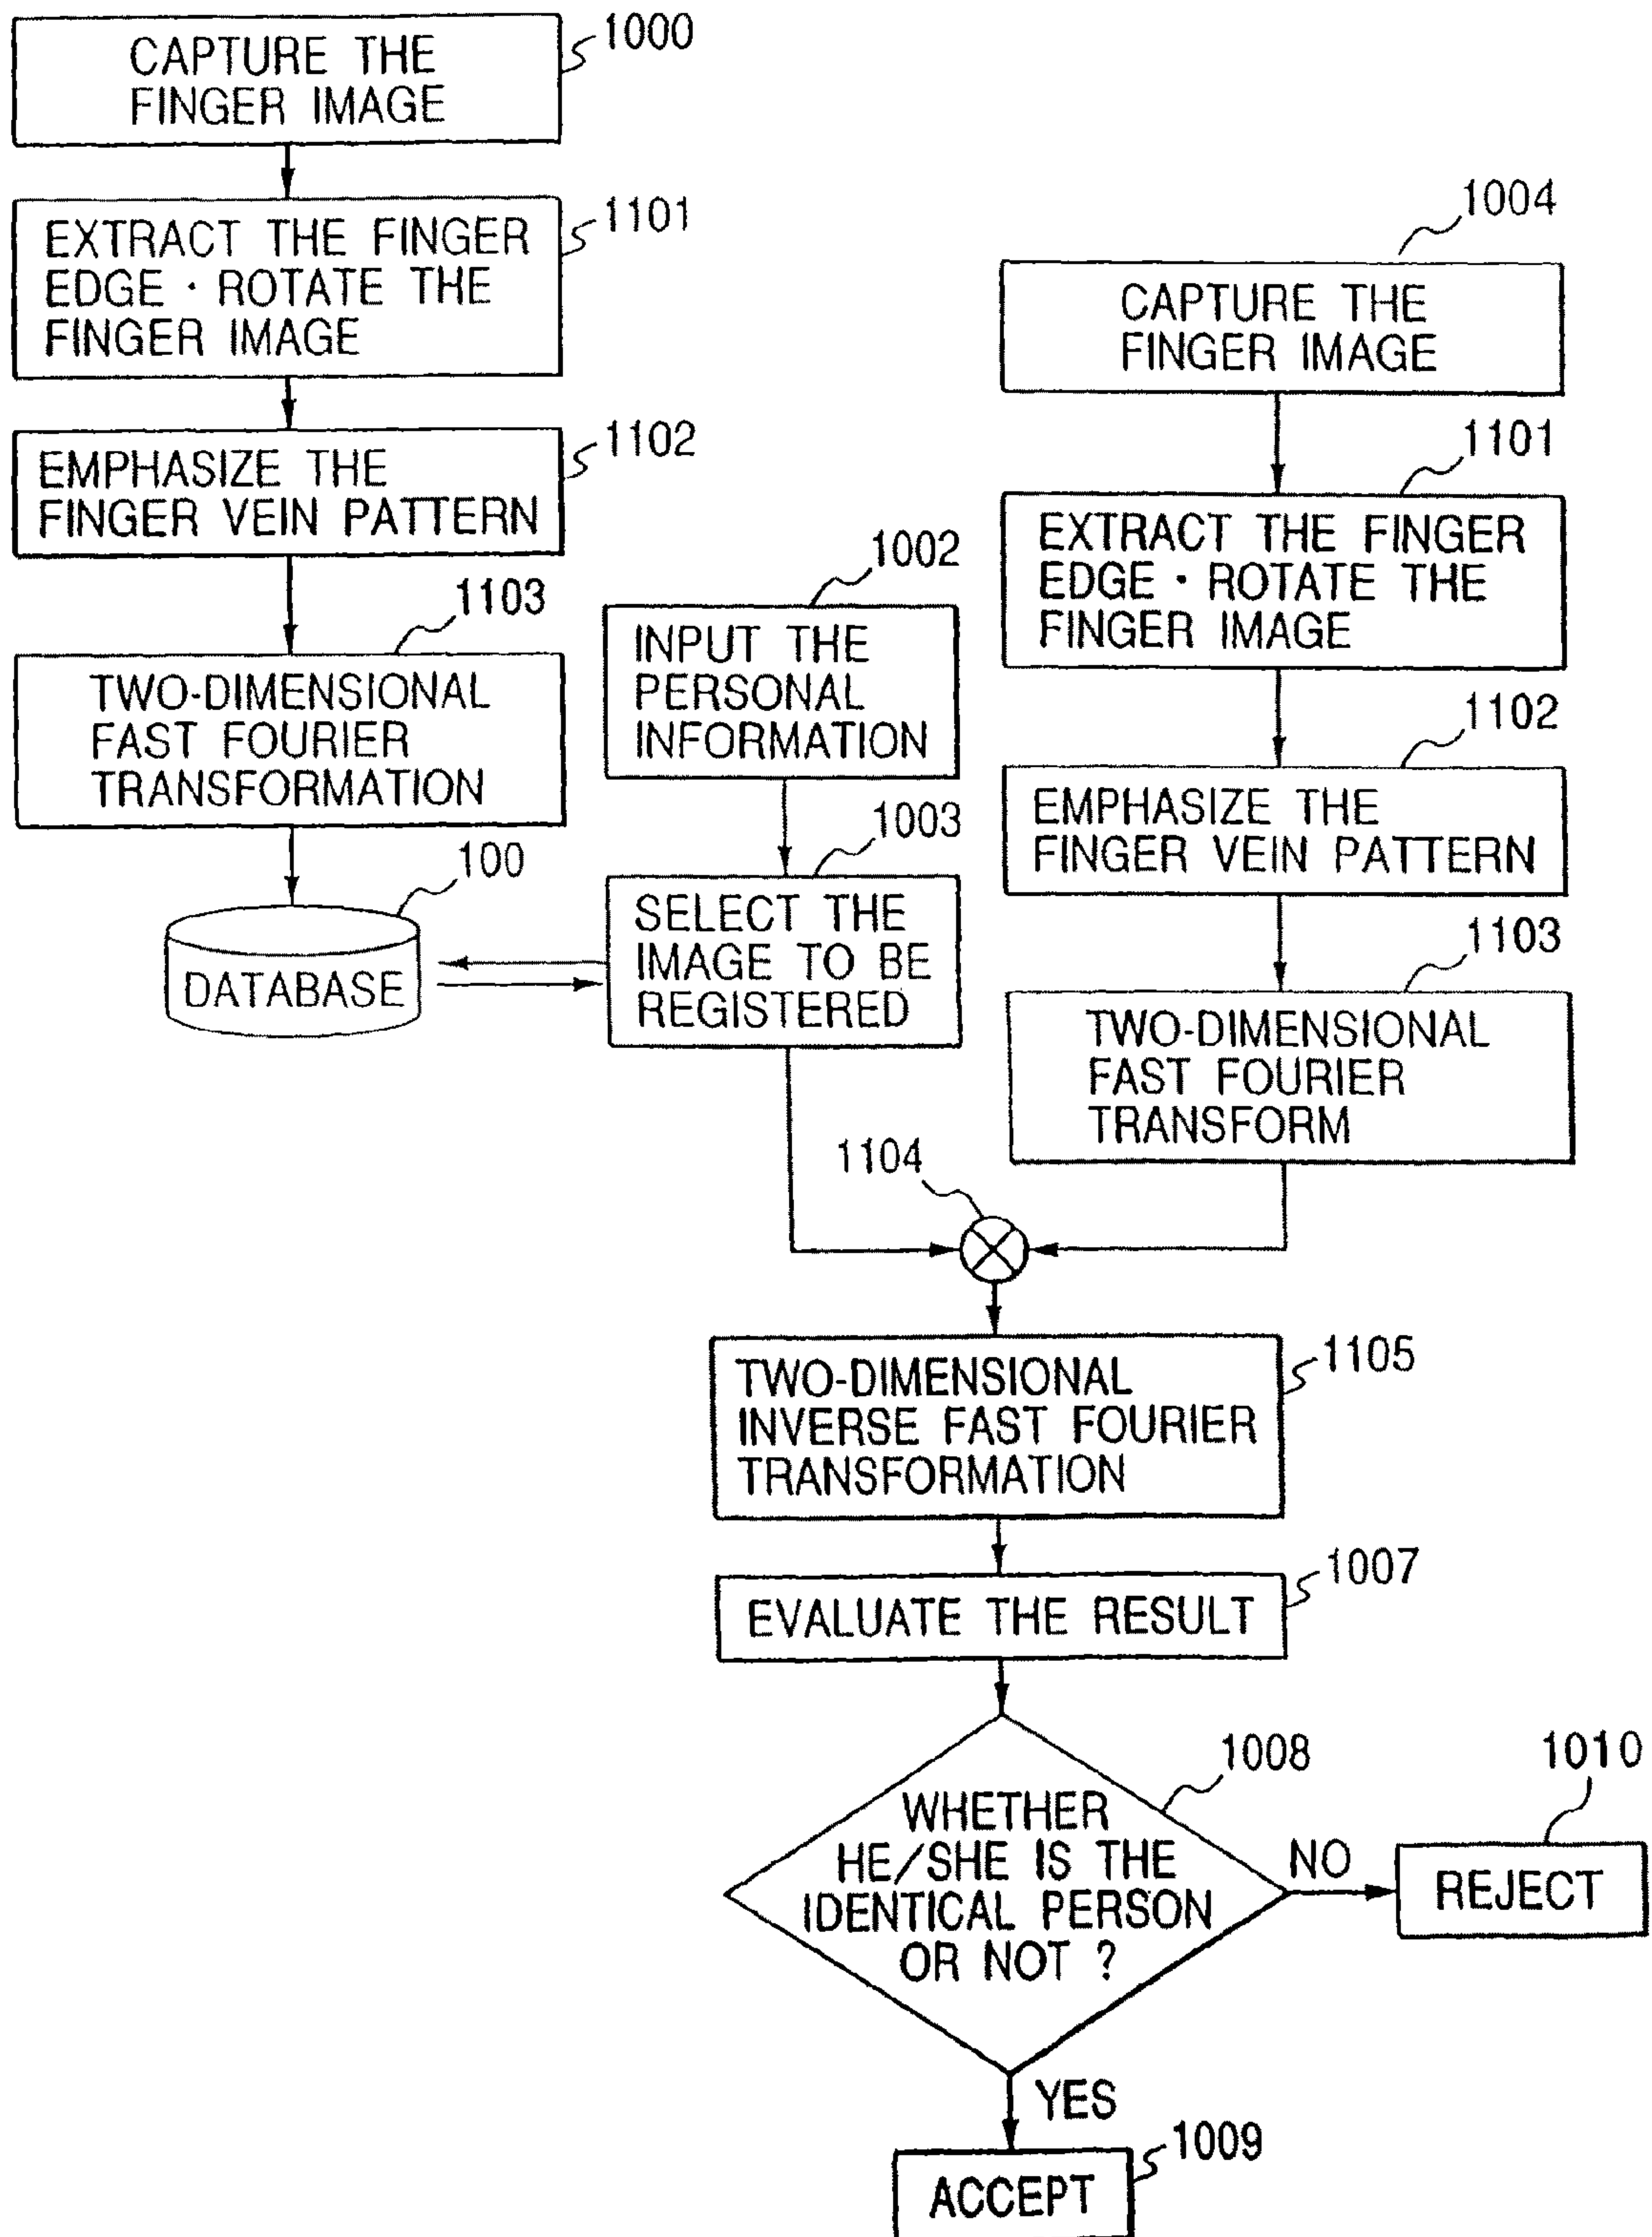 CAPTURE THE
FINGER IMAGE
1000
EXTRACT THE FINGER
EDGE · ROTATE THE
FINGER IMAGE
1101
EMPHASIZE THE
FINGER VEIN PATTERN
1102
TWO-DIMENSIONAL
FAST FOURIER
TRANSFORMATION
1103
DATABASE
100
INPUT THE
PERSONAL
INFORMATION
1002
SELECT THE
IMAGE TO BE
REGISTERED
1003
CAPTURE THE
FINGER IMAGE
1004
EXTRACT THE FINGER
EDGE · ROTATE THE
FINGER IMAGE
1101
EMPHASIZE THE
FINGER VEIN PATTERN
1102
TWO-DIMENSIONAL
FAST FOURIER
TRANSFORM
1103
1104
TWO-DIMENSIONAL
INVERSE FAST FOURIER
TRANSFORMATION
1105
EVALUATE THE RESULT
1007
WHETHER
HE/SHE IS THE
IDENTICAL PERSON
OR NOT ?
1008
NO
REJECT
1010
YES
ACCEPT
1009